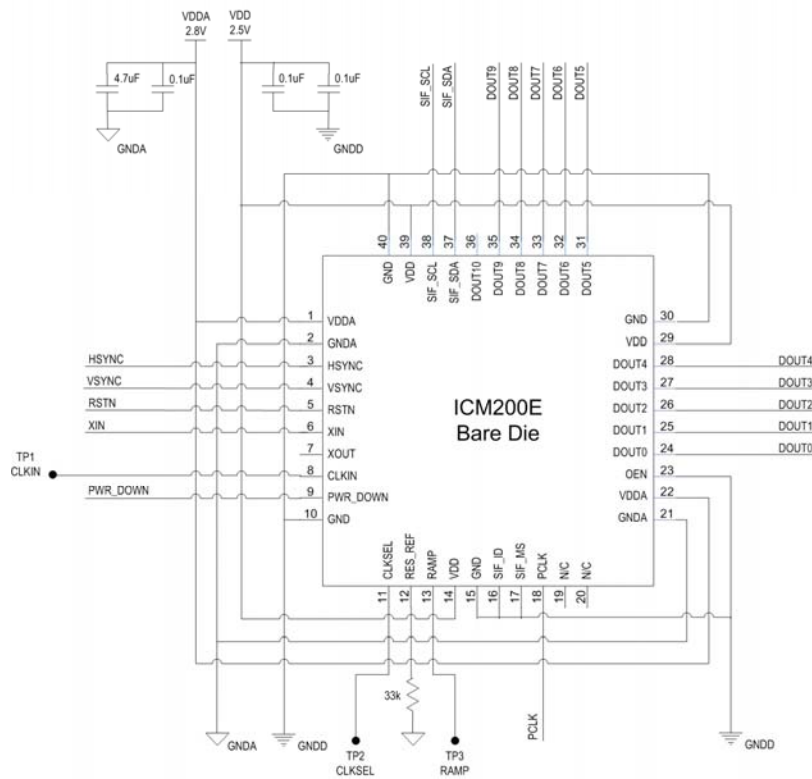 VDDA
2.8V
VDD
2.5V
4.7uF
0.1uF
0.1uF
0.1uF
GNDA
GNDD
SIF_SCL
SIF_SDA
DOUT9
DOUT8
DOUT7
DOUT6
DOUT5
40
39
38
37
36
35
34
33
32
31
GND
VDD
SIF_SCL
SIF_SDA
DOUT10
DOUT9
DOUT8
DOUT7
DOUT6
DOUT5
1
VDDA
2
GNDA
HSYNC
3
HSYNC
VSYNC
4
VSYNC
RSTN
5
RSTN
XIN
6
XIN
7
XOUT
TP1
CLKIN
8
CLKIN
PWR_DOWN
9
PWR_DOWN
10
GND
ICM200E
Bare Die
GND
30
VDD
29
DOUT4
28
DOUT4
DOUT3
27
DOUT3
DOUT2
26
DOUT2
DOUT1
25
DOUT1
DOUT0
24
DOUT0
OEN
23
VDDA
22
GNDA
21
CLKSEL
RES_REF
RAMP
VDD
GND
SIF_ID
SIF_MS
PCLK
N/C
N/C
11
12
13
14
15
16
17
18
19
20
33k
PCLK
GNDA
GNDD
TP2
CLKSEL
TP3
RAMP
GNDD